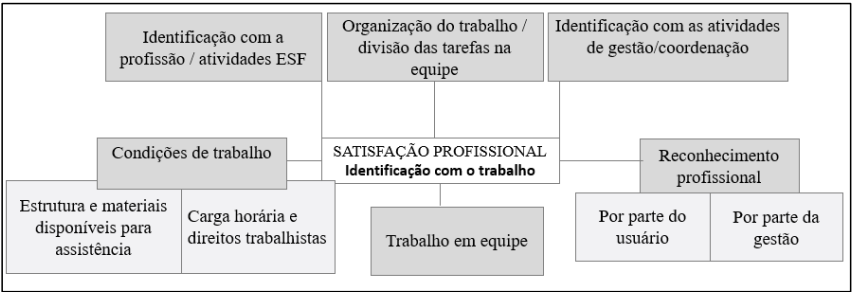 Identificação com a
profissão / atividades ESF
Organização do trabalho /
divisão das tarefas na
equipe
Identificação com as atividades
de gestão/coordenação
Condições de trabalho
SATISFAÇÃO PROFISSIONAL
Identificação com o trabalho
Reconhecimento
profissional
Estrutura e materiais
disponíveis para
assistência
Carga horária e
direitos trabalhistas
Trabalho em equipe
Por parte do
usuário
Por parte da
gestão